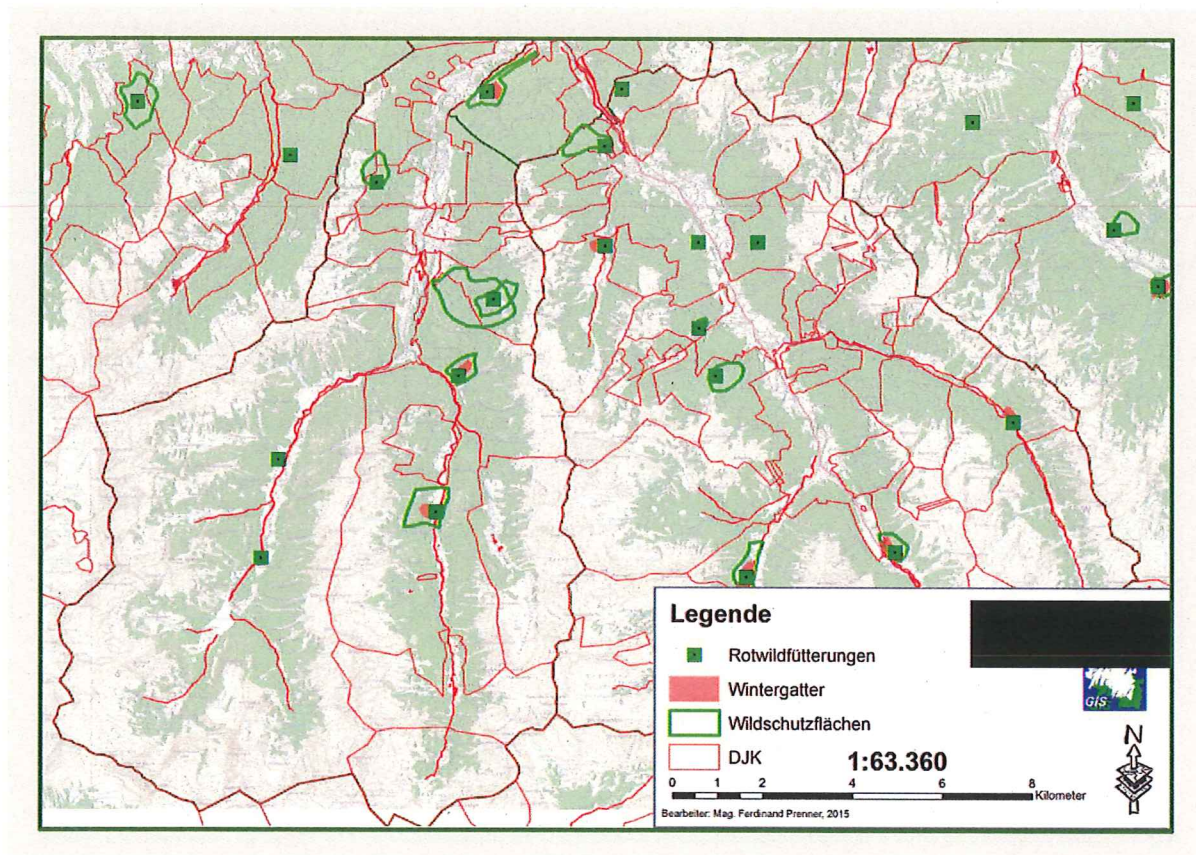 Legende
Rotwildfütterungen
Wintergatter
Wildschutzflächen
DJK 1:63.360
0 1 2 4 6 8
Kilometer
Bearbeiter: Mag. Ferdinand Prenner, 2015
GIS
N